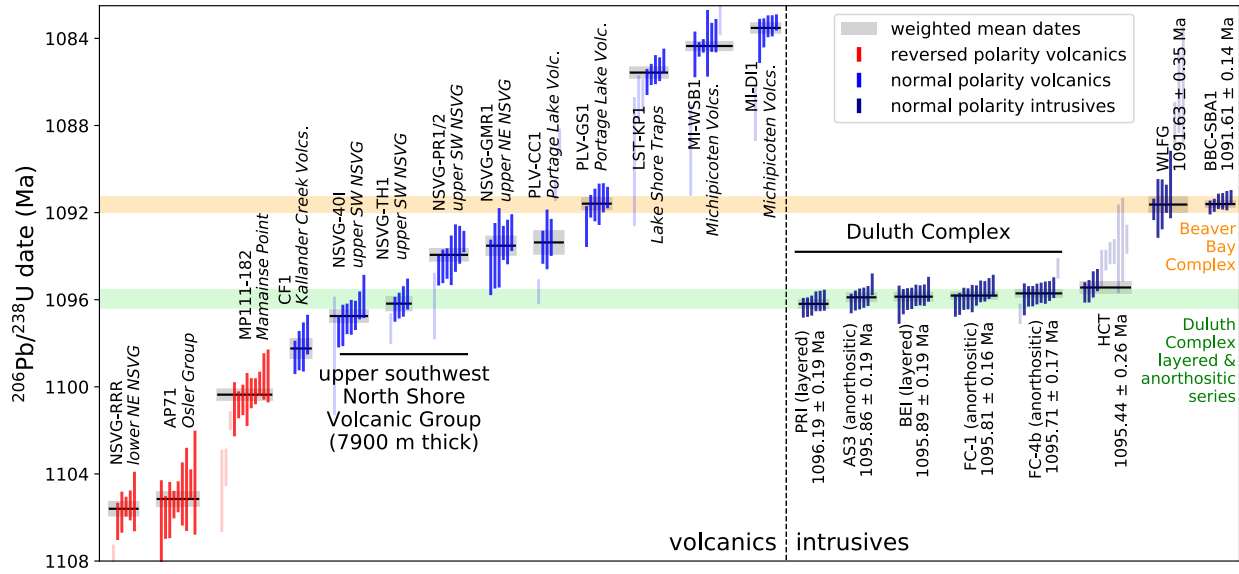 ²⁰⁶Pb/²³⁸U date (Ma)
1084
1088
1092
1096
1100
1104
1108
NSVG-RRR
lower NE NSVG
AP71
Osler Group
MP111-182
Mamainse Point
CF1
Kallander Creek Volcs.
NSVG-40I
upper SW NSVG
NSVG-TH1
upper SW NSVG
NSVG-PR1/2
upper SW NSVG
NSVG-GMR1
upper NE NSVG
PLV-CC1
Portage Lake Volc.
PLV-GS1
Portage Lake Volc.
LST-KP1
Lake Shore Traps
MI-WSB1
Michipicoten Volcs.
MI-DI1
Michipoten Volcs.
upper southwest
North Shore
Volcanic Group
(7900 m thick)
volcanics
intrusives
weighted mean dates
reversed polarity volcanics
normal polarity volcanics
normal polarity intrusives
Duluth Complex
PRI (layered)
1096.19 ± 0.19 Ma
AS3 (anorthositic)
1095.86 ± 0.19 Ma
BEI (layered)
1095.89 ± 0.19 Ma
FC-1 (anorthositic)
1095.81 ± 0.16 Ma
FC-4b (anorthositic)
1095.71 ± 0.17 Ma
HCT
1095.44 ± 0.26 Ma
WLFG
1091.63 ± 0.35 Ma
BBC-SBA1
1091.61 ± 0.14 Ma
Beaver
Bay
Complex
Duluth
Complex
layered &
anorthositic
series